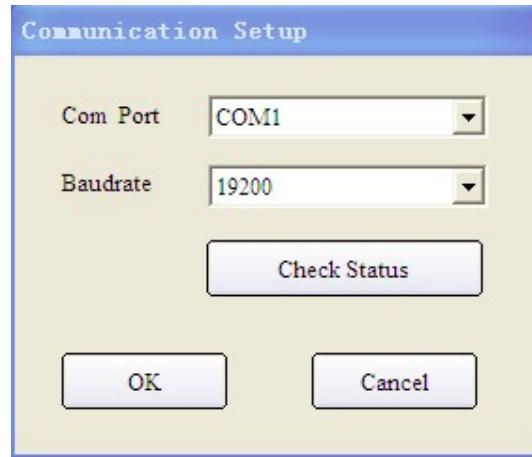 Communication Setup
Com Port COM1
Baudrate 19200
Check Status
OK Cancel